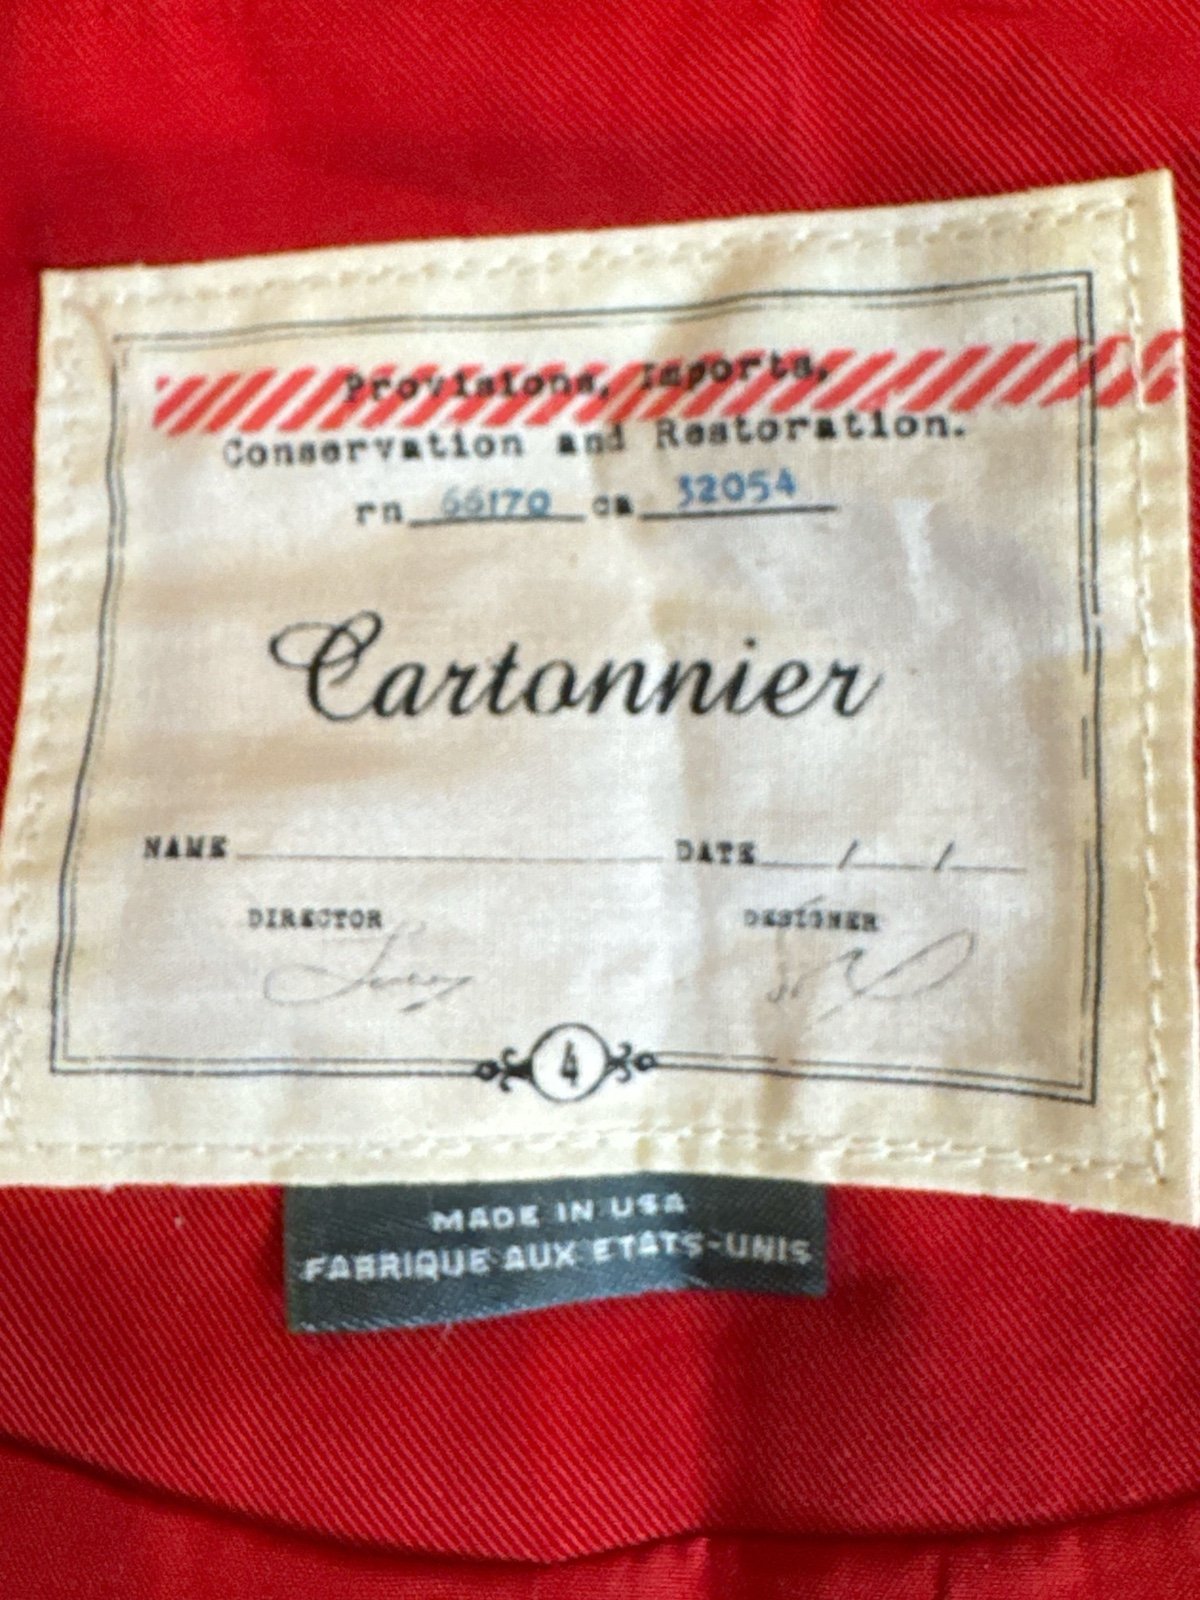 Provisions, Imports,
Conservation and Restoration.
rn 66170 ca 32054
Cartonnier
NAME DATE / /
DIRECTOR DESIGNER
4
MADE IN USA
FABRIQUE AUX ETATS-UNIS